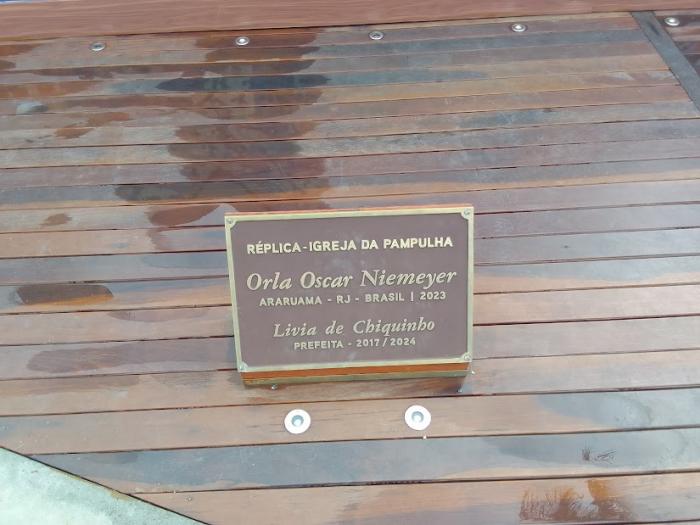 RÉPLICA-IGREJA DA PAMPULHA
Orla Oscar Niemeyer
ARARUAMA - RJ - BRASIL | 2023
Livia de Chiquinho
PREFEITA - 2017/2024